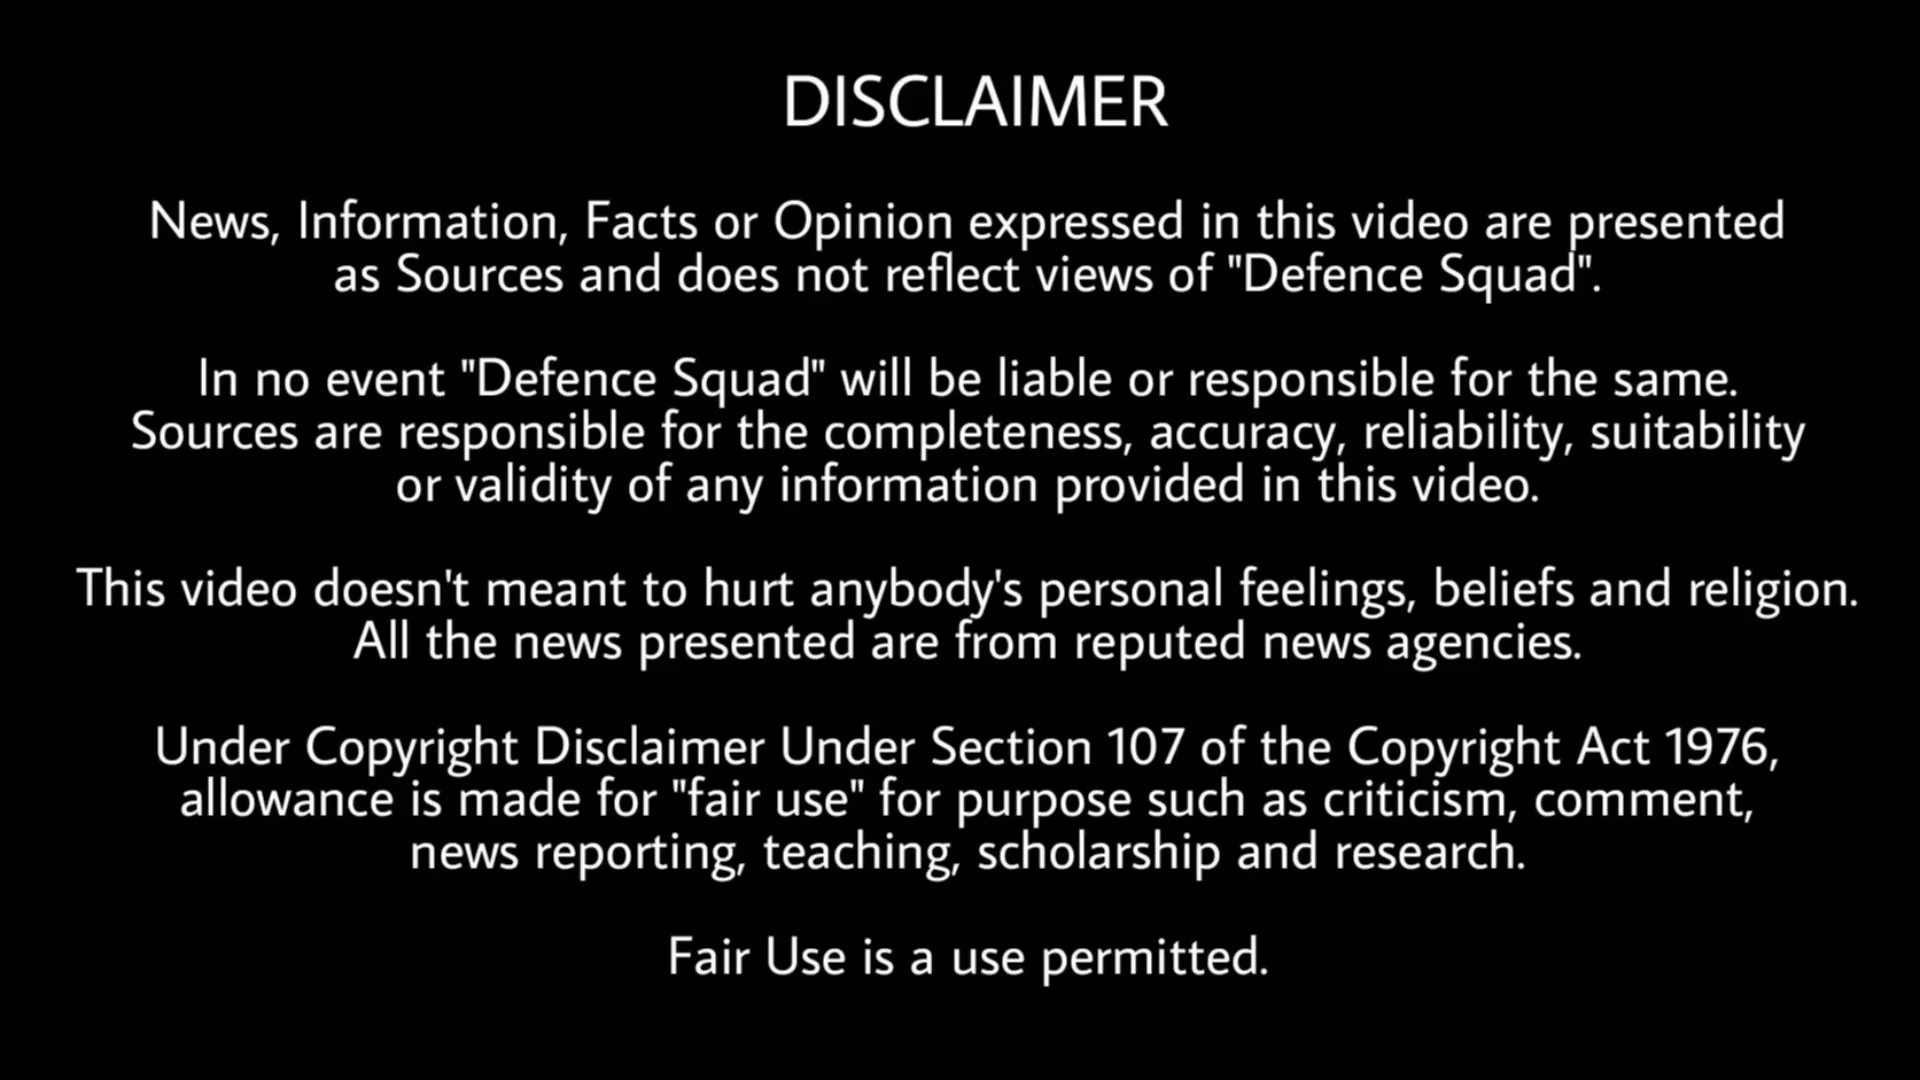 DISCLAIMER
News, Information, Facts or Opinion expressed in this video are presented
as Sources and does not reflect views of "Defence Squad".
In no event "Defence Squad" will be liable or responsible for the same.
Sources are responsible for the completeness, accuracy, reliability, suitability
or validity of any information provided in this video.
This video doesn't meant to hurt anybody's personal feelings, beliefs and religion.
All the news presented are from reputed news agencies.
Under Copyright Disclaimer Under Section 107 of the Copyright Act 1976,
allowance is made for "fair use" for purpose such as criticism, comment,
news reporting, teaching, scholarship and research.
Fair Use is a use permitted.